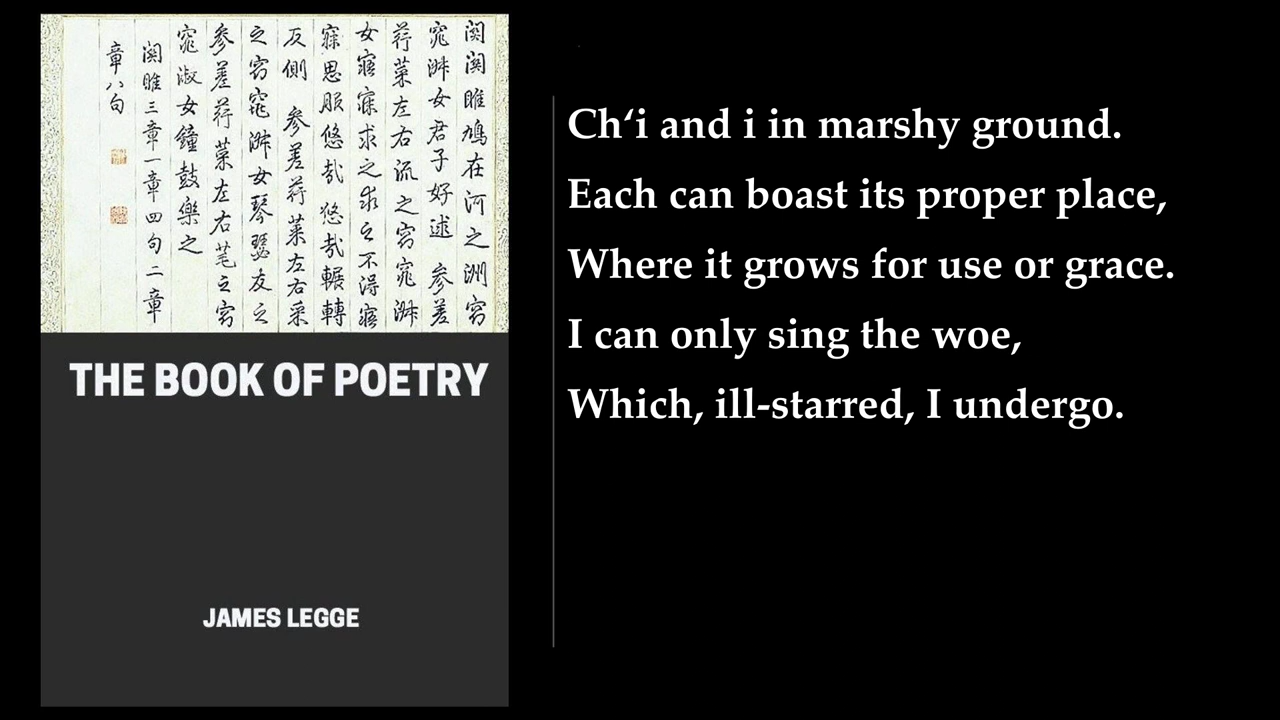 关关雎鳩在河之洲窈
窕淑女君子好逑 參差
荇菜左右流之窈窕淑
女寤寐求之求之不得寤
寐思服悠哉悠哉輾轉
反側 參差荇菜左右采
之窈窕淑女琴瑟友之
參差荇菜左右芼之窈
窕淑女鐘鼓樂之
关雎三章一章四句二章
章八句
THE BOOK OF POETRY
JAMES LEGGE
Ch‘i and i in marshy ground.
Each can boast its proper place,
Where it grows for use or grace.
I can only sing the woe,
Which, ill-starred, I undergo.